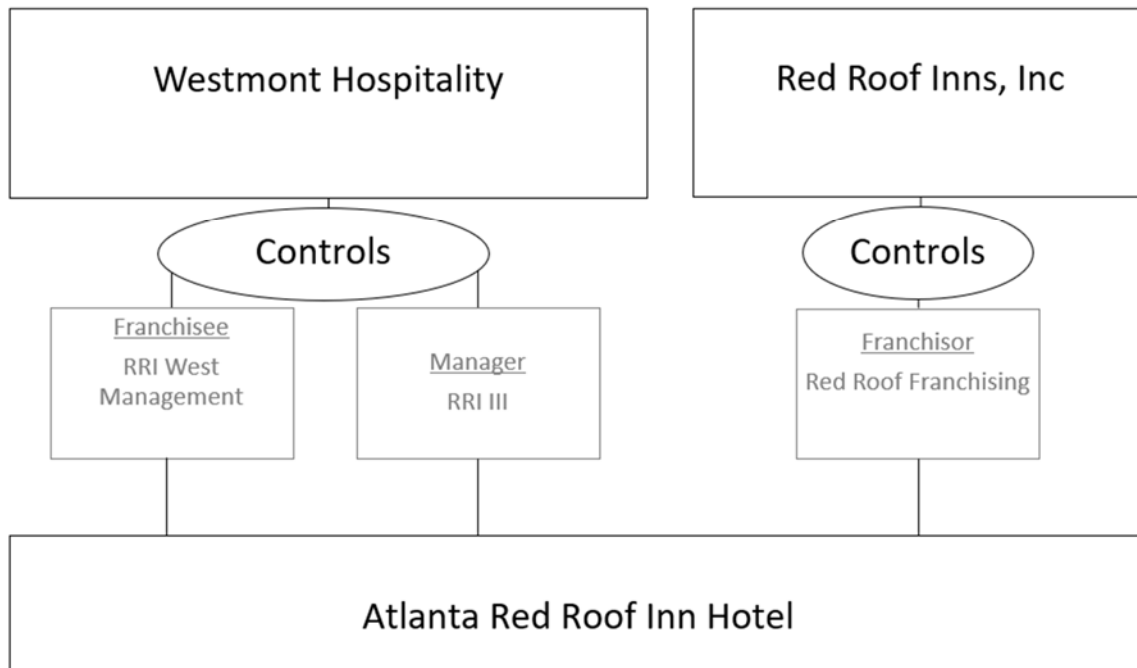 Westmont Hospitality
Red Roof Inns, Inc
Controls
Controls
Franchisee
RRI West
Management
Manager
RRI III
Franchisor
Red Roof Franchising
Atlanta Red Roof Inn Hotel